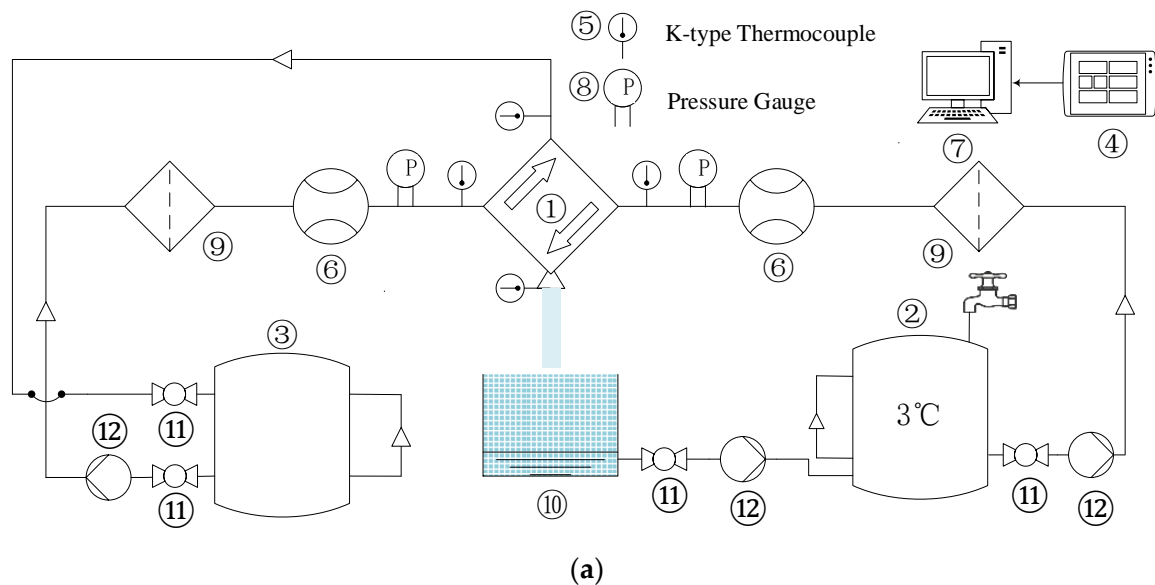 ⑤ K-type Thermocouple
⑧ P Pressure Gauge
⑦ ④
P P
①
⑨ ⑥ ⑥ ⑨
③ ②
3℃
⑫ ⑪
⑪ ⑩ ⑪ ⑫ ⑪ ⑫
(a)